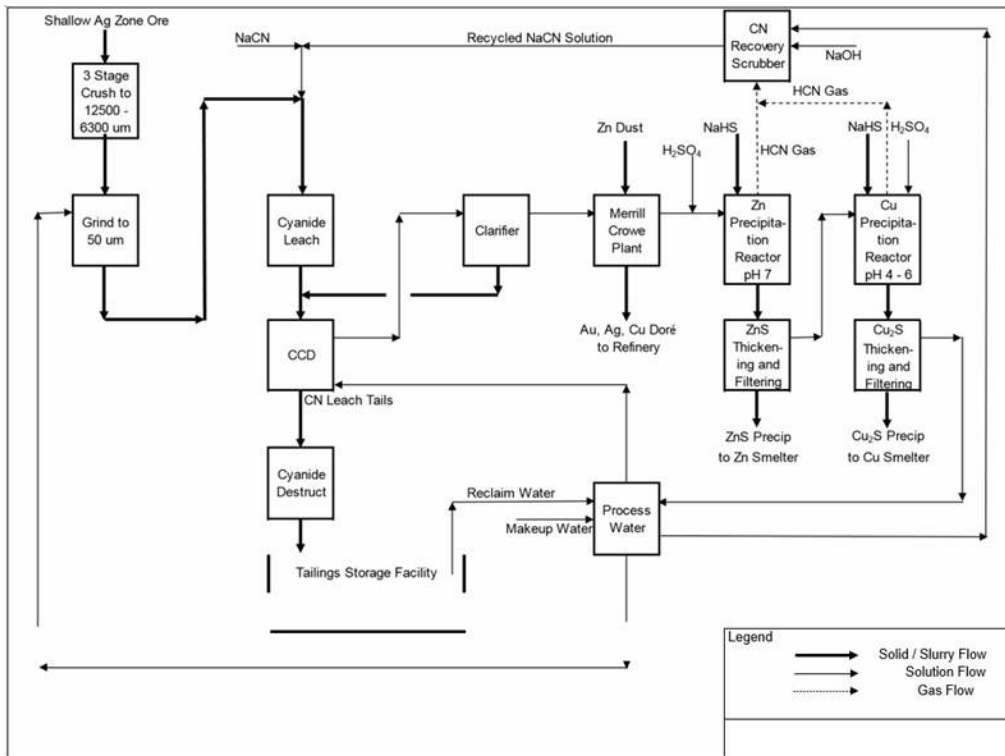 Shallow Ag Zone Ore
3 Stage
Crush to
12500 -
6300 um
Grind to
50 um
NaCN
Recycled NaCN Solution
CN
Recovery
Scrubber
NaOH
HCN Gas
HCN Gas
Cyanide
Leach
Clarifier
Zn Dust
Merrill
Crowe
Plant
H₂SO₄
NaHS
Zn
Precipita-
tion
Reactor
pH 7
NaHS
H₂SO₄
Cu
Precipita-
tion
Reactor
pH 4 - 6
CCD
CN Leach Tails
Au, Ag, Cu Doré
to Refinery
ZnS
Thicken-
ing and
Filtering
Cu₂S
Thicken-
ing and
Filtering
ZnS Precip
to Zn Smelter
Cu₂S Precip
to Cu Smelter
Cyanide
Destruct
Reclaim Water
Makeup Water
Process
Water
Tailings Storage Facility
Legend
Solid / Slurry Flow
Solution Flow
Gas Flow